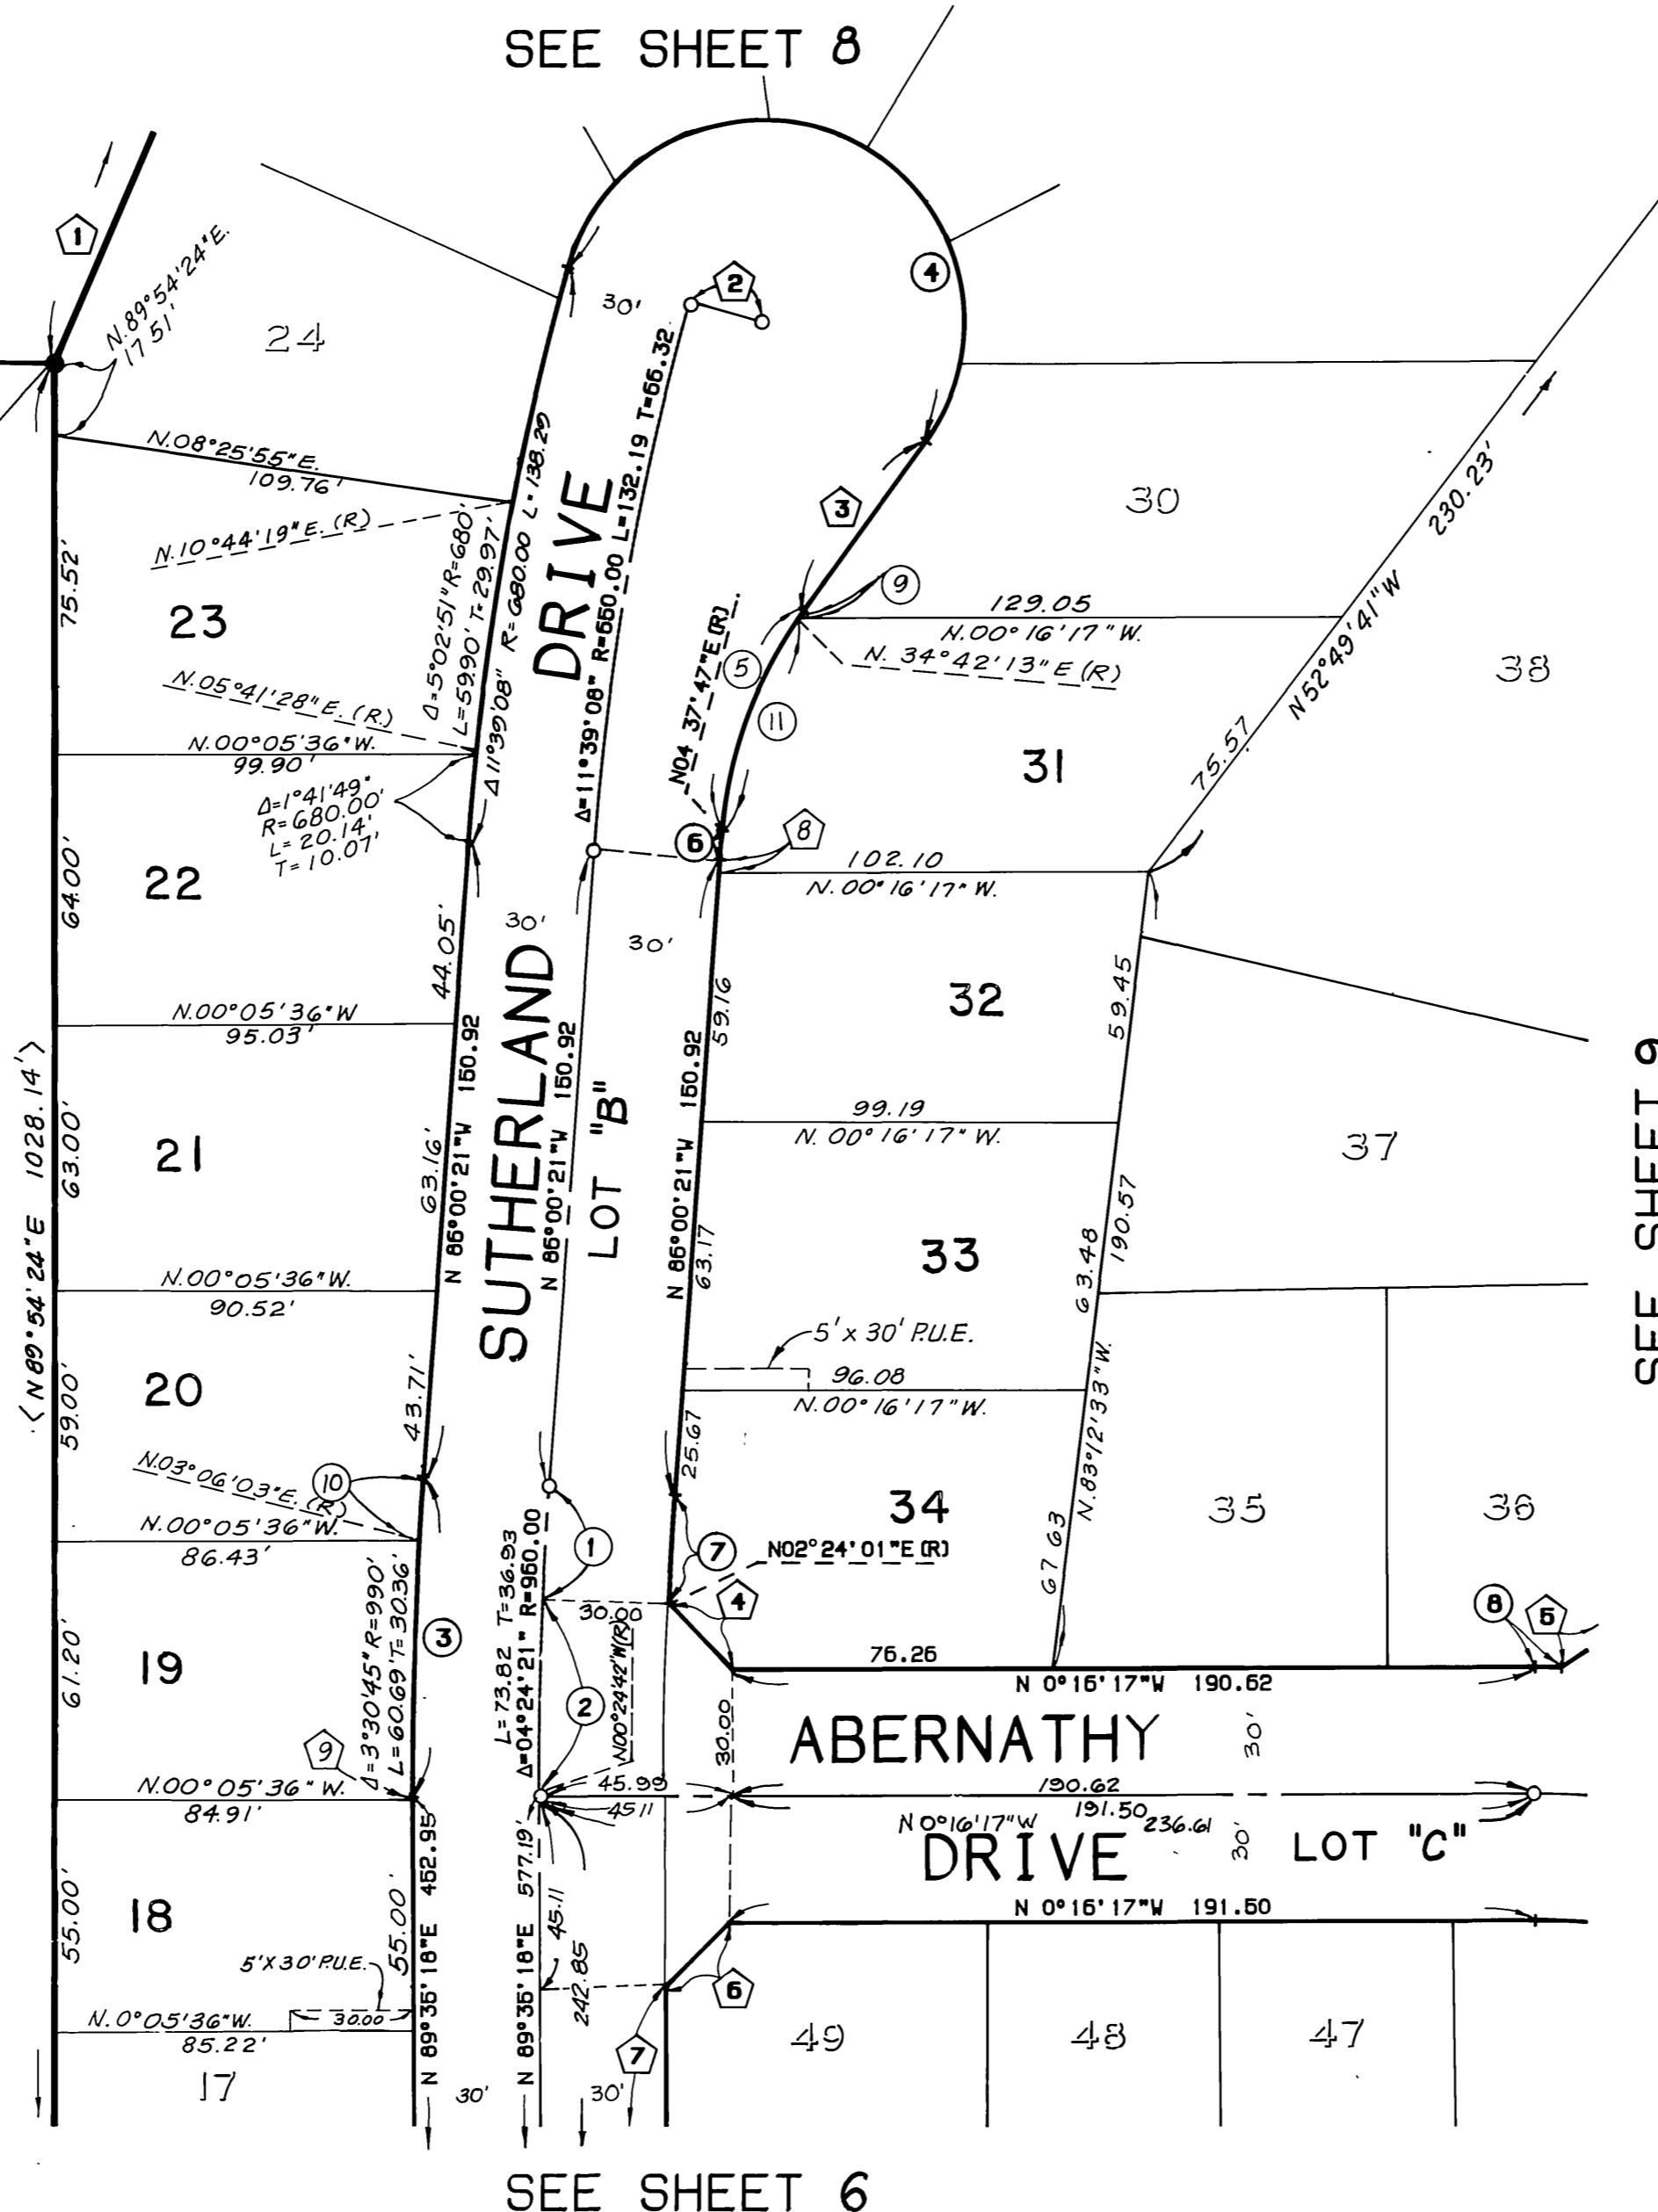 SEE SHEET 8
1
N.89°54'24"E.
17.51'
24
30'
2
4
N.08°25'55"E.
109.76'
N.10°44'19"E. (R)
75.52'
23
Δ=5°02'51" R=680'
L=59.90' T=29.97'
Δ11°39'08" R=680.00 L=138.29
DRIVE
Δ=11°39'08" R=650.00 L=132.19 T=66.32
3
30
230.23'
N52°49'41"W
9
129.05
N.00°16'17"W.
N. 34°42'13" E (R)
N04 37'47"E (R)
5
11
38
N.05°41'28"E. (R.)
N.00°05'36"W.
99.90'
Δ=1°41'49"
R=680.00'
L=20.14'
T=10.07'
31
75.57
6
8
102.10
N.00°16'17"W.
64.00'
22
44.05'
30'
30'
59.16
32
59.45
N.00°05'36"W
95.03'
<N89°54'24"E 1028.14'>
63.00'
21
63.16'
N 86°00'21"W 150.92
SUTHERLAND
N 86°00'21"W 150.92
LOT "B"
N 86°00'21"W 150.92
63.17
99.19
N.00°16'17"W.
37
SEE SHEET 9
33
63.48
190.57
N.00°05'36"W.
90.52'
5'x30' P.U.E.
96.08
N.00°16'17"W.
59.00'
20
43.71'
25.67
N.83°12'33"W.
N.03°06'03"E. (R)
10
N.00°05'36"W.
86.43'
34
35
36
1
7
N02°24'01"E (R)
4
67 63
8
5
61.20'
19
Δ=3°30'45" R=990'
L=60.69' T=30.36'
3
L=73.82 T=36.93
Δ=04°24'21" R=960.00
30.00
N00°24'42"W(R)
2
76.26
N 0°16'17"W 190.62
30.00
ABERNATHY
30'
9
N.00°05'36"W.
84.91'
45.99
45.11
190.62
191.50
N 0°16'17"W
236.61
DRIVE
30'
LOT "C"
55.00'
18
55.00'
N 89°35'18"E 452.95
N 89°35'18"E 577.19'
45.11
242.85
N 0°16'17"W 191.50
5'X30' P.U.E.
30.00
N.0°05'36"W.
85.22'
6
7
17
30'
30'
49
48
47
SEE SHEET 6